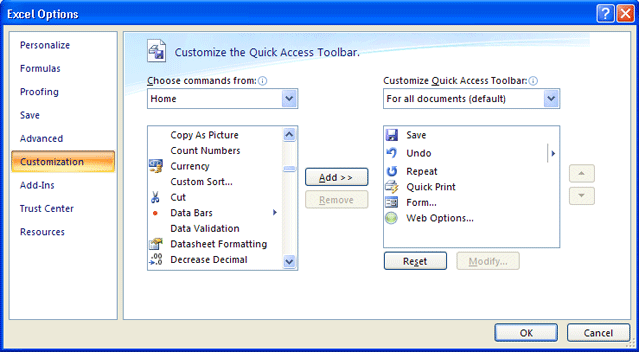 Excel Options
Personalize
Formulas
Proofing
Save
Advanced
Customization
Add-Ins
Trust Center
Resources
Customize the Quick Access Toolbar.
Choose commands from:
Home
Copy As Picture
Count Numbers
Currency
Custom Sort...
Cut
Data Bars
Data Validation
Datasheet Formatting
Decrease Decimal
Add >>
Remove
Customize Quick Access Toolbar:
For all documents (default)
Save
Undo
Repeat
Quick Print
Form...
Web Options...
Reset
Modify...
OK
Cancel